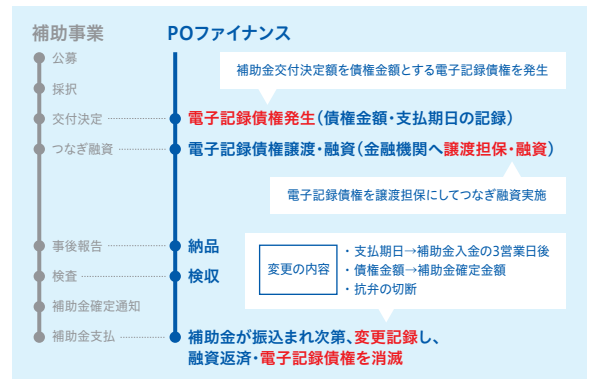 補助事業
POファイナンス
公募
補助金交付決定額を債権金額とする電子記録債権を発生
採択
交付決定
電子記録債権発生(債権金額・支払期日の記録)
つなぎ融資
電子記録債権譲渡・融資(金融機関へ譲渡担保・融資)
電子記録債権を譲渡担保にしてつなぎ融資実施
事後報告
納品
検査
検収
変更の内容
・支払期日→補助金入金の3営業日後
・債権金額→補助金確定金額
・抗弁の切断
補助金確定通知
補助金支払
補助金が振込まれ次第、変更記録し、
融資返済・電子記録債権を消滅